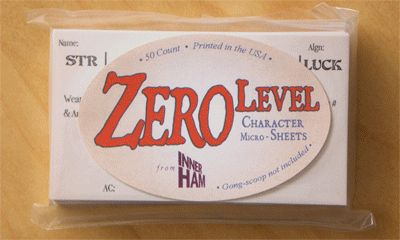 Name:
Algn:
STR
LUCK
• 50 Count • Printed in the USA •
ZERO LEVEL
CHARACTER
MICRO-SHEETS
from INNER HAM
• Gong-scoop not included •
AC: